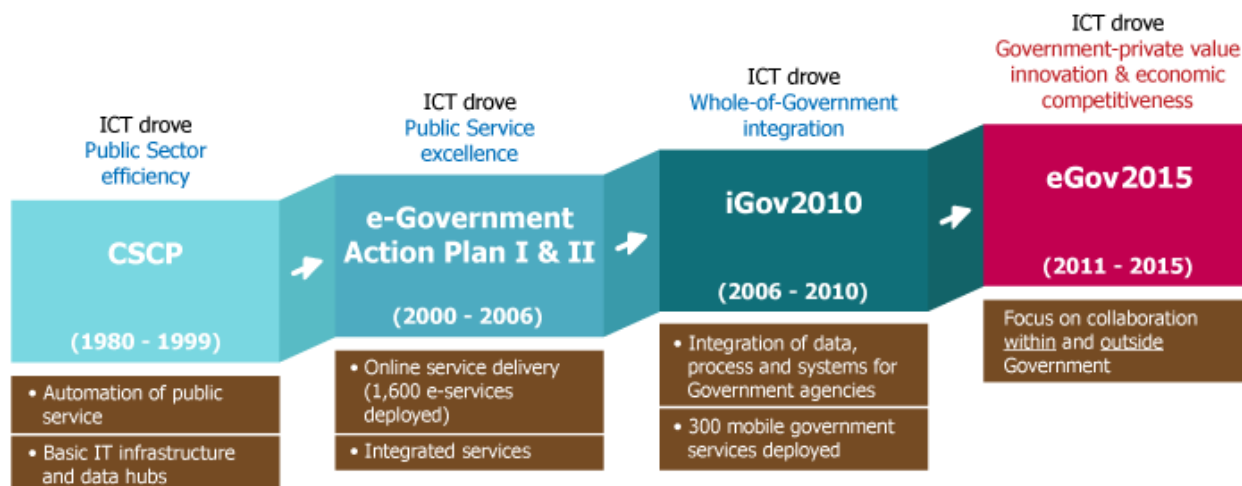 ICT drove
Public Sector
efficiency
CSCP
(1980 - 1999)
• Automation of public
service
• Basic IT infrastructure
and data hubs
ICT drove
Public Service
excellence
e-Government
Action Plan I & II
(2000 - 2006)
• Online service delivery
(1,600 e-services
deployed)
• Integrated services
ICT drove
Whole-of-Government
integration
iGov2010
(2006 - 2010)
• Integration of data,
process and systems for
Government agencies
• 300 mobile government
services deployed
ICT drove
Government-private value
innovation & economic
competitiveness
eGov2015
(2011 - 2015)
Focus on collaboration
within and outside
Government